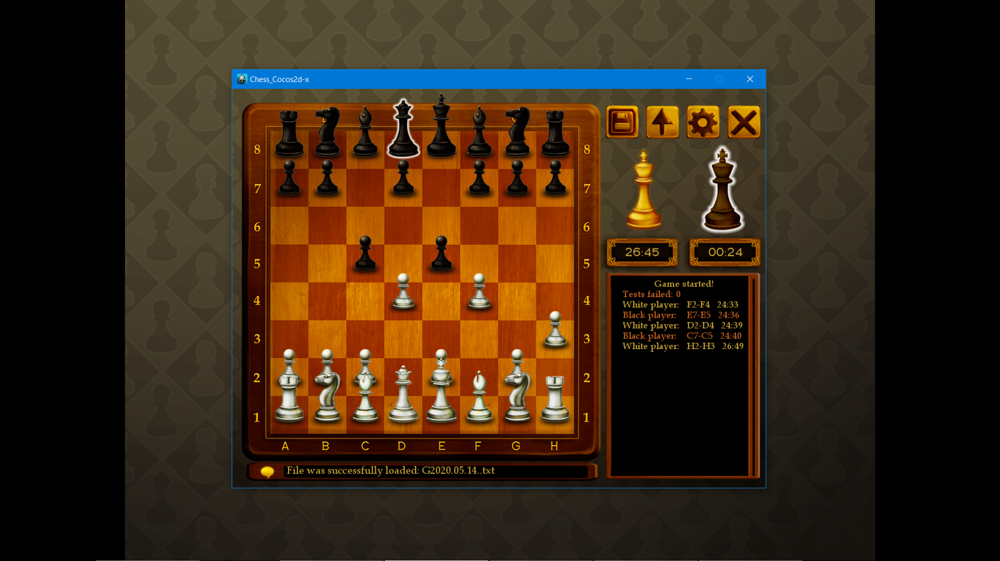 Chess_Cocos2d-x
8 8
7 7
6 6
5 5
4 4
3 3
2 2
1 1
A B C D E F G H
26:45 00:24
Game started!
Tests failed: 0
White player: F2-F4 24:33
Black player: E7-E5 24:36
White player: D2-D4 24:39
Black player: C7-C5 24:40
White player: H2-H3 26:49
File was successfully loaded: G2020.05.14..txt